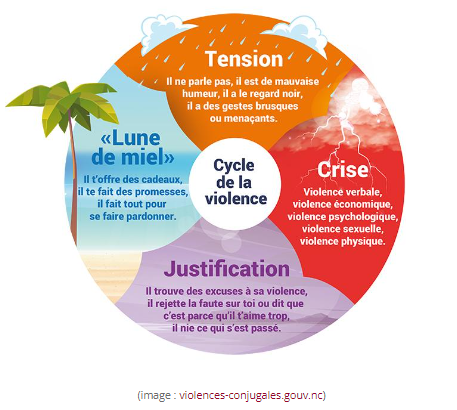 Tension
Il ne parle pas, il est de mauvaise
humeur, il a le regard noir,
il a des gestes brusques
ou menaçants.
Crise
Violence verbale,
violence économique,
violence psychologique,
violence sexuelle,
violence physique.
Justification
Il trouve des excuses à sa violence,
il rejette la faute sur toi ou dit que
c'est parce qu'il t'aime trop,
il nie ce qui s'est passé.
«Lune
de miel»
Il t'offre des cadeaux,
il te fait des promesses,
il fait tout pour
se faire pardonner.
Cycle
de la
violence
(image : violences-conjugales.gouv.nc)